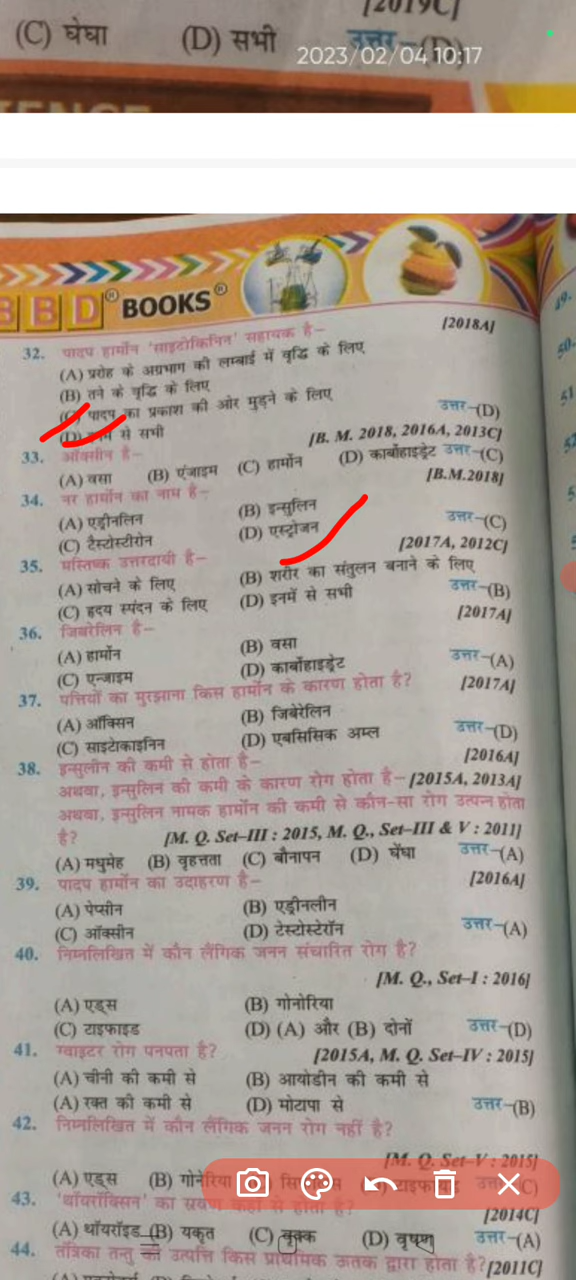 [2019C]
(C) घेंघा (D) सभी उत्तर–(D)
2023/02/04 10:17
BBD® BOOKS®
[2018A]
32. पादप हार्मोन 'साइटोकिनिन' सहायक है–
(A) प्ररोह के अग्रभाग की लम्बाई में वृद्धि के लिए
(B) तने के वृद्धि के लिए
(C) पादप का प्रकाश की ओर मुड़ने के लिए
(D) इनमें से सभी उत्तर–(D)
33. ऑक्सीन है– [B. M. 2018, 2016A, 2013C]
(A) वसा (B) एंजाइम (C) हार्मोन (D) कार्बोहाइड्रेट उत्तर–(C)
34. नर हार्मोन का नाम है– [B.M.2018]
(A) एड्रीनलिन (B) इन्सुलिन
(C) टैस्टोस्टीरोन (D) एस्ट्रोजन उत्तर–(C)
35. मस्तिष्क उत्तरदायी है– [2017A, 2012C]
(A) सोचने के लिए (B) शरीर का संतुलन बनाने के लिए
(C) हृदय स्पंदन के लिए (D) इनमें से सभी उत्तर–(B)
36. जिबरेलिन है– [2017A]
(A) हार्मोन (B) वसा
(C) एन्जाइम (D) कार्बोहाइड्रेट उत्तर–(A)
37. पत्तियों का मुरझाना किस हार्मोन के कारण होता है? [2017A]
(A) ऑक्सिन (B) जिबेरेलिन
(C) साइटोकाइनिन (D) एबसिसिक अम्ल उत्तर–(D)
38. इन्सुलीन की कमी से होता है– [2016A]
अथवा, इन्सुलिन की कमी के कारण रोग होता है– [2015A, 2013A]
अथवा, इन्सुलिन नामक हार्मोन की कमी से कौन-सा रोग उत्पन्न होता
है? [M. Q. Set–III : 2015, M. Q., Set–III & V : 2011]
(A) मधुमेह (B) वृहत्तता (C) बौनापन (D) घेंघा उत्तर–(A)
39. पादप हार्मोन का उदाहरण है– [2016A]
(A) पेप्सीन (B) एड्रीनलीन
(C) ऑक्सीन (D) टेस्टोस्टेरॉन उत्तर–(A)
40. निम्नलिखित में कौन लैंगिक जनन संचारित रोग है?
[M. Q., Set–I : 2016]
(A) एड्स (B) गोनोरिया
(C) टाइफाइड (D) (A) और (B) दोनों उत्तर–(D)
41. ग्वाइटर रोग पनपता है? [2015A, M. Q. Set–IV : 2015]
(A) चीनी की कमी से (B) आयोडीन की कमी से
(A) रक्त की कमी से (D) मोटापा से उत्तर–(B)
42. निम्नलिखित में कौन लैंगिक जनन रोग नहीं है?
[M. Q. Set–V : 2015]
(A) एड्स (B)
43. 'थॉयरॉक्सिन' का स्रवण कहाँ से होता है? [2014C]
(A) थॉयरॉइड (B) यकृत (C) वृक्क (D) वृषण उत्तर–(A)
44. तंत्रिका तन्तु की उत्पत्ति किस प्राथमिक ऊतक द्वारा होता है? [2011C]